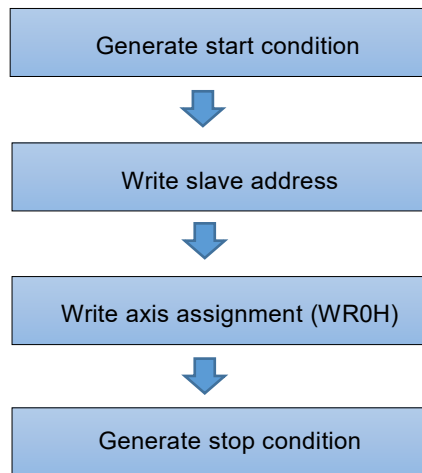 Generate start condition
Write slave address
Write axis assignment (WR0H)
Generate stop condition